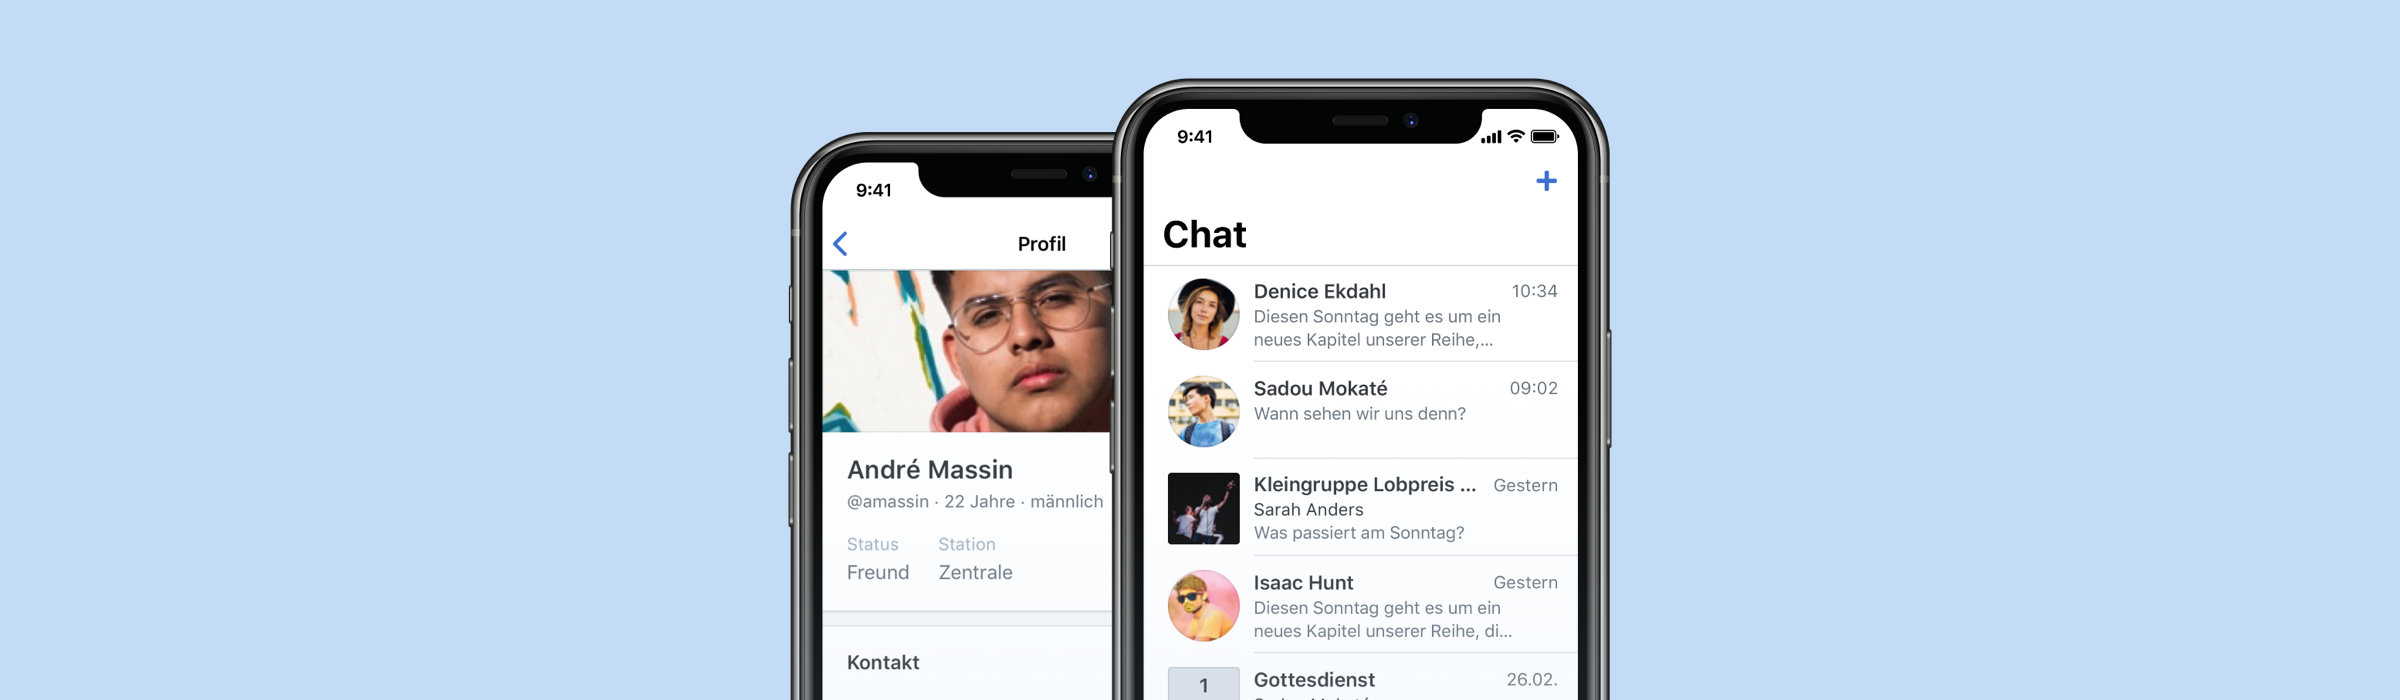 9:41
Profil
André Massin
@amassin · 22 Jahre · männlich
Status Station
Freund Zentrale
Kontakt
9:41
Chat
Denice Ekdahl 10:34
Diesen Sonntag geht es um ein
neues Kapitel unserer Reihe,...
Sadou Mokaté 09:02
Wann sehen wir uns denn?
Kleingruppe Lobpreis ... Gestern
Sarah Anders
Was passiert am Sonntag?
Isaac Hunt Gestern
Diesen Sonntag geht es um ein
neues Kapitel unserer Reihe, di...
1 Gottesdienst 26.02.